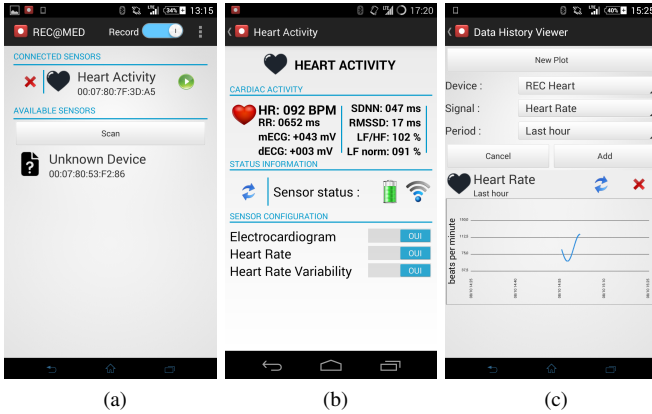 34% 13:15
REC@MED
Record
CONNECTED SENSORS
Heart Activity
00:07:80:7F:3D:A5
AVAILABLE SENSORS
Scan
Unknown Device
00:07:80:53:F2:86
(a)
17:20
Heart Activity
HEART ACTIVITY
CARDIAC ACTIVITY
HR: 092 BPM
RR: 0652 ms
mECG: +043 mV
dECG: +003 mV
SDNN: 047 ms
RMSSD: 17 ms
LF/HF: 102 %
LF norm: 091 %
STATUS INFORMATION
Sensor status :
SENSOR CONFIGURATION
Electrocardiogram OUI
Heart Rate OUI
Heart Rate Variability OUI
(b)
40% 15:25
Data History Viewer
New Plot
Device : REC Heart
Signal : Heart Rate
Period : Last hour
Cancel Add
Heart Rate
Last hour
beats per minute
(c)